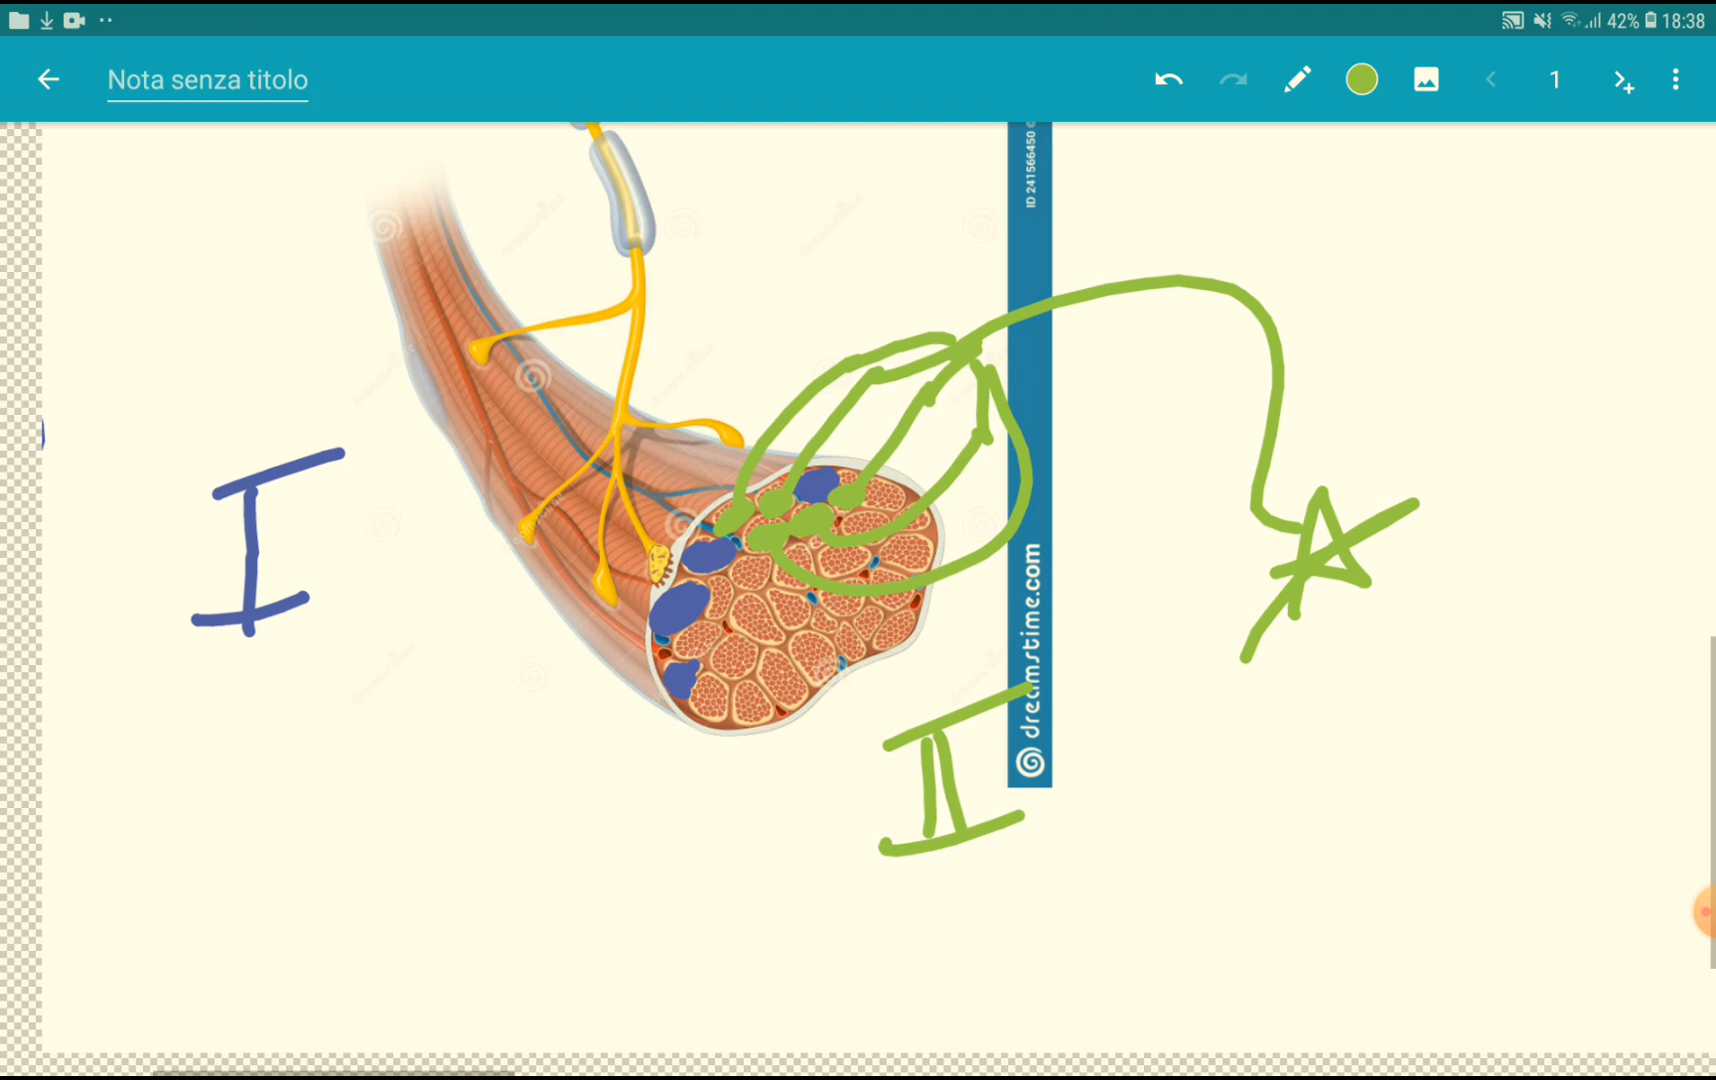 42% 18:38
Nota senza titolo
1
ID 241566450 ©
I
II
dreamstime.com